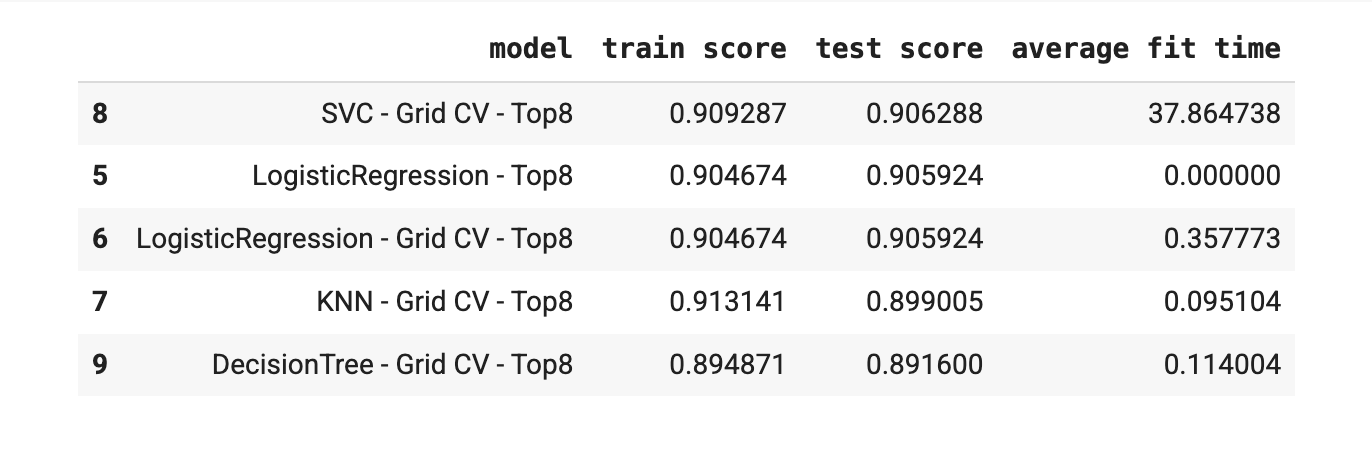 model train score test score average fit time
8 SVC - Grid CV - Top8 0.909287 0.906288 37.864738
5 LogisticRegression - Top8 0.904674 0.905924 0.000000
6 LogisticRegression - Grid CV - Top8 0.904674 0.905924 0.357773
7 KNN - Grid CV - Top8 0.913141 0.899005 0.095104
9 DecisionTree - Grid CV - Top8 0.894871 0.891600 0.114004